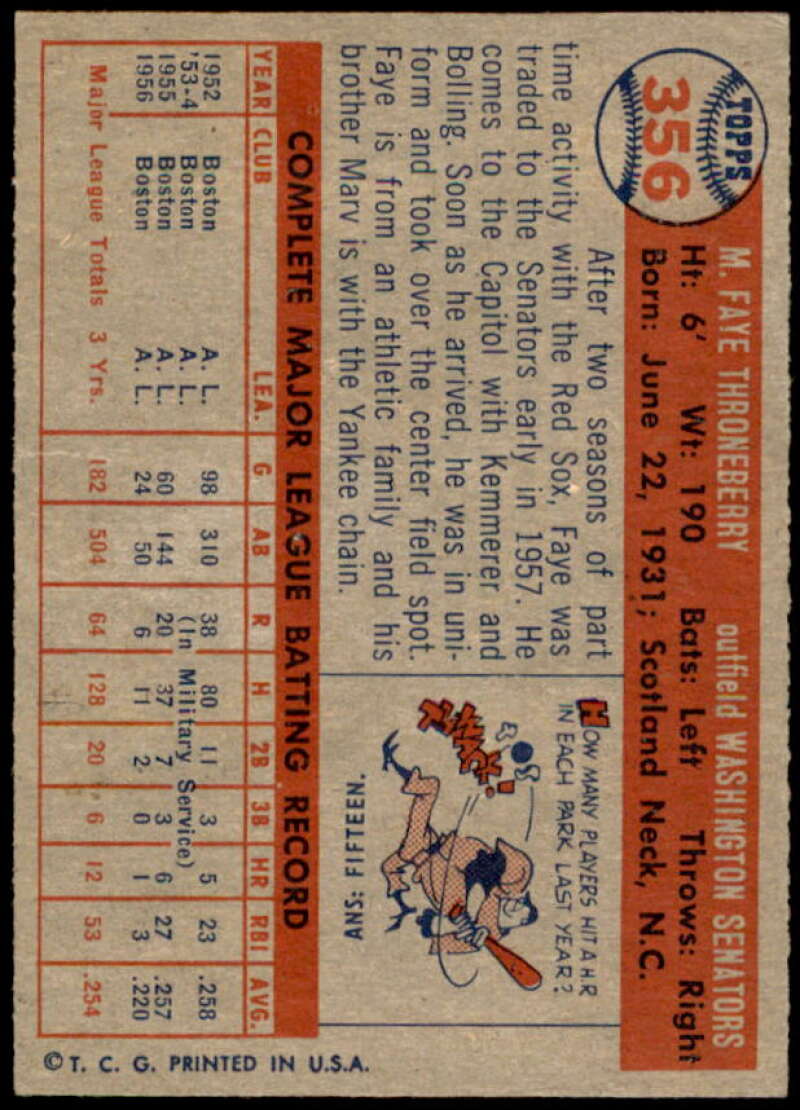 TOPPS
356
M. FAYE THRONEBERRY outfield WASHINGTON SENATORS
Ht: 6' Wt: 190 Bats: Left Throws: Right
Born: June 22, 1931; Scotland Neck, N.C.
After two seasons of part
time activity with the Red Sox, Faye was
traded to the Senators early in 1957. He
comes to the Capitol with Kemmerer and
Bolling. Soon as he arrived, he was in uni-
form and took over the center field spot.
Faye is from an athletic family and his
brother Marv is with the Yankee chain.
HOW MANY PLAYERS HIT A HR
IN EACH PARK LAST YEAR?
THWACK!
ANS: FIFTEEN.
COMPLETE MAJOR LEAGUE BATTING RECORD
YEAR CLUB LEA. G AB R H 2B 3B HR RBI AVG.
1952 Boston A. L. 98 310 38 80 11 3 5 23 .258
'53-4 Boston A. L. (In Military Service)
1955 Boston A. L. 60 144 20 37 7 3 6 27 .257
1956 Boston A. L. 24 50 6 11 2 0 1 3 .220
Major League Totals 3 Yrs. 182 504 64 128 20 6 12 53 .254
© T. C. G. PRINTED IN U.S.A.